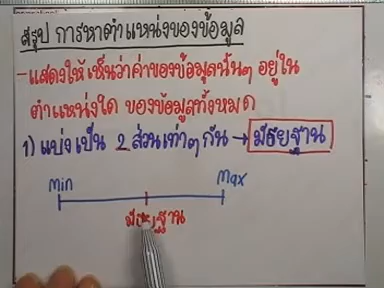 สรุป การหาตำแหน่งของข้อมูล
-แสดงให้เห็นว่าค่าของข้อมูลนั้นๆ อยู่ใน
ตำแหน่งใด ของข้อมูลทั้งหมด
1) แบ่งเป็น 2 ส่วนเท่าๆ กัน → มัธยฐาน
min
max
มัธยฐาน